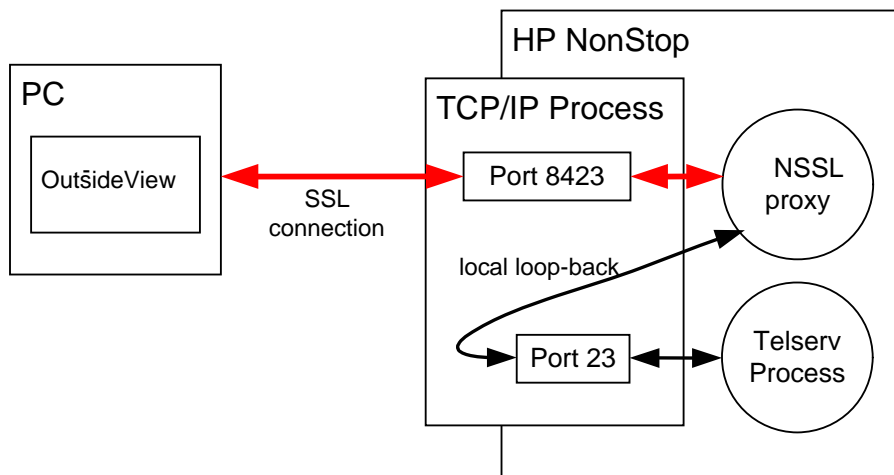 HP NonStop
PC
TCP/IP Process
OutsideView
Port 8423
NSSL
proxy
SSL
connection
local loop-back
Port 23
Telserv
Process